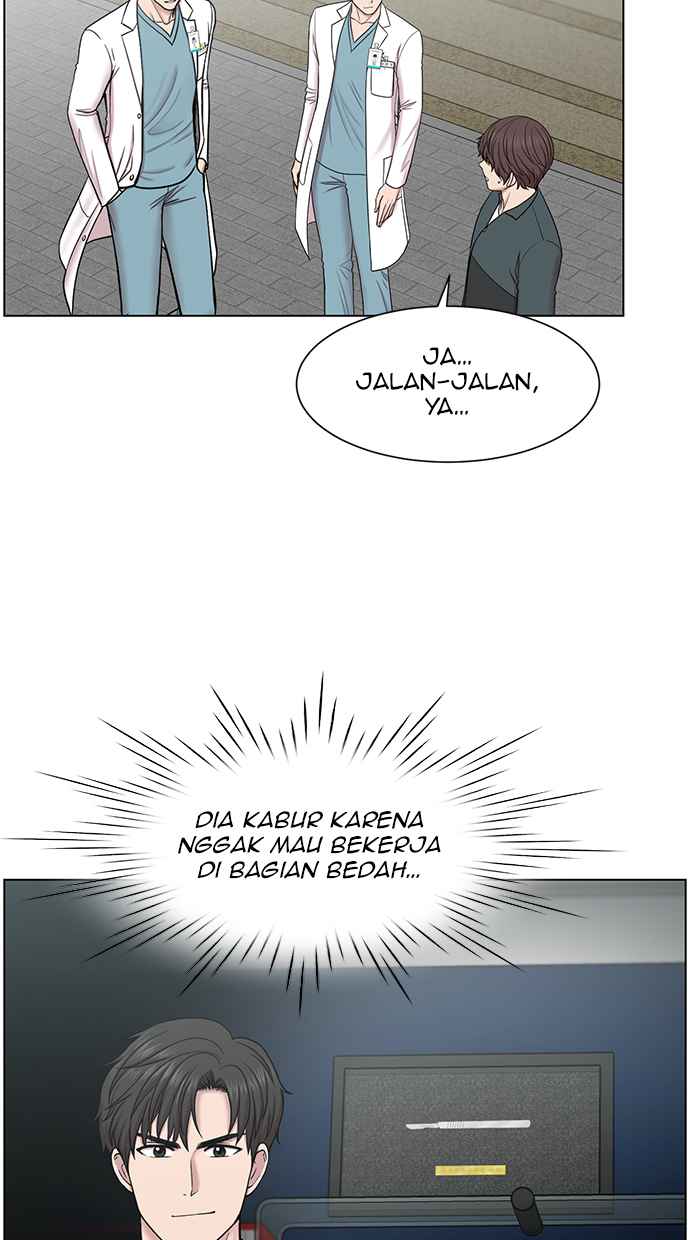 JA...
JALAN-JALAN,
YA...
DIA KABUR KARENA
NGGAK MAU BEKERJA
DI BAGIAN BEDAH...